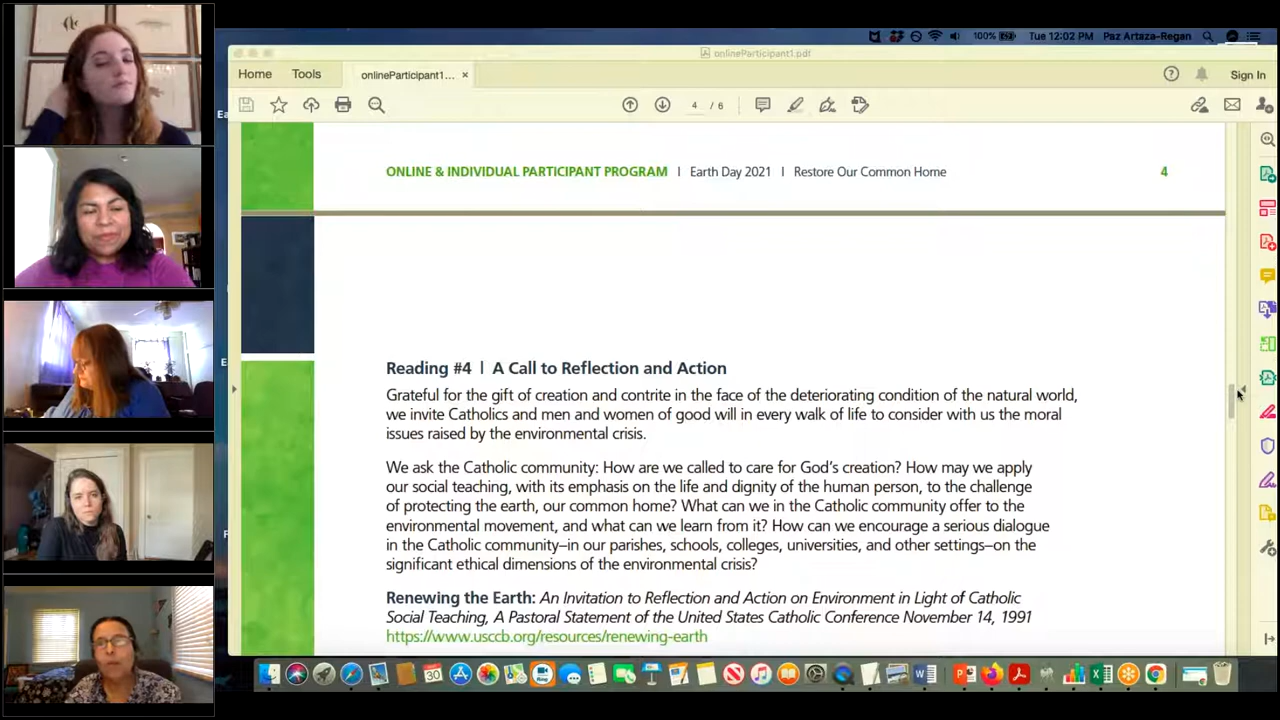 100% Tue 12:02 PM Paz Artaza-Regan
onlineParticipant1.pdf
Home Tools onlineParticipant1... × Sign In
4 / 6
ONLINE & INDIVIDUAL PARTICIPANT PROGRAM | Earth Day 2021 | Restore Our Common Home 4
Reading #4 | A Call to Reflection and Action
Grateful for the gift of creation and contrite in the face of the deteriorating condition of the natural world,
we invite Catholics and men and women of good will in every walk of life to consider with us the moral
issues raised by the environmental crisis.
We ask the Catholic community: How are we called to care for God's creation? How may we apply
our social teaching, with its emphasis on the life and dignity of the human person, to the challenge
of protecting the earth, our common home? What can we in the Catholic community offer to the
environmental movement, and what can we learn from it? How can we encourage a serious dialogue
in the Catholic community–in our parishes, schools, colleges, universities, and other settings–on the
significant ethical dimensions of the environmental crisis?
Renewing the Earth: An Invitation to Reflection and Action on Environment in Light of Catholic
Social Teaching, A Pastoral Statement of the United States Catholic Conference November 14, 1991
https://www.usccb.org/resources/renewing-earth
30